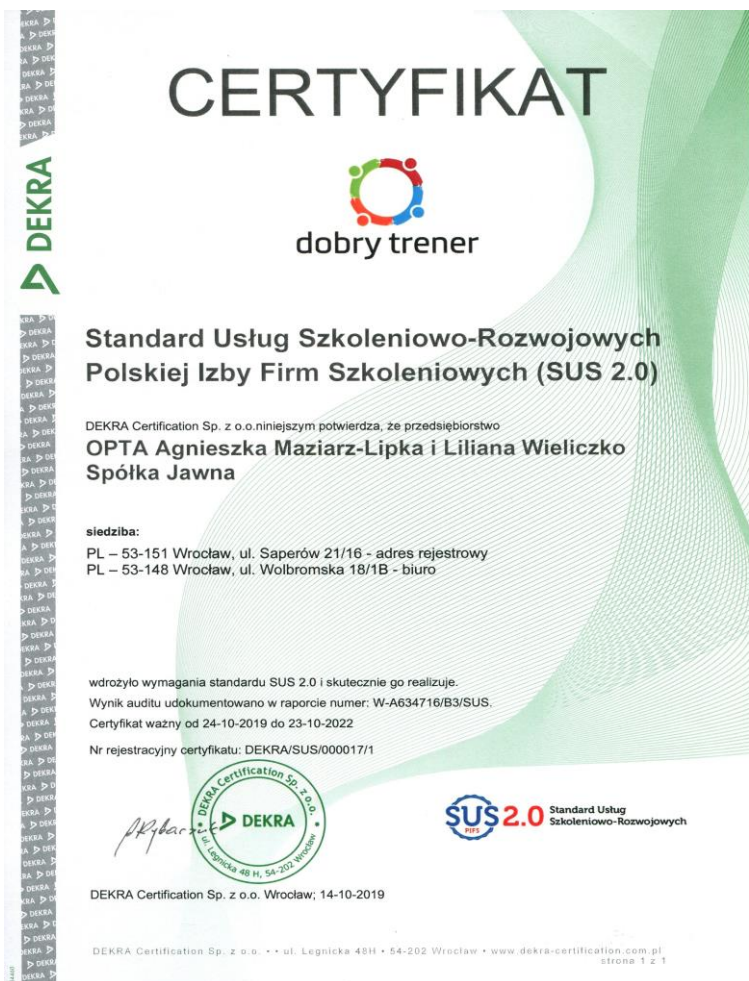 CERTYFIKAT
dobry trener
DEKRA
Standard Usług Szkoleniowo-Rozwojowych
Polskiej Izby Firm Szkoleniowych (SUS 2.0)
DEKRA Certification Sp. z o.o.niniejszym potwierdza, że przedsiębiorstwo
OPTA Agnieszka Maziarz-Lipka i Liliana Wieliczko
Spółka Jawna
siedziba:
PL – 53-151 Wrocław, ul. Saperów 21/16 - adres rejestrowy
PL – 53-148 Wrocław, ul. Wolbromska 18/1B - biuro
wdrożyło wymagania standardu SUS 2.0 i skutecznie go realizuje.
Wynik auditu udokumentowano w raporcie numer: W-A634716/B3/SUS.
Certyfikat ważny od 24-10-2019 do 23-10-2022
Nr rejestracyjny certyfikatu: DEKRA/SUS/000017/1
DEKRA Certification Sp. z o.o.
DEKRA
ul. Legnicka 48 H, 54-202 Wrocław
SUS 2.0 Standard Usług
PIFS Szkoleniowo-Rozwojowych
DEKRA Certification Sp. z o.o. Wrocław; 14-10-2019
DEKRA Certification Sp. z o.o. • • ul. Legnicka 48H • 54-202 Wrocław • www.dekra-certification.com.pl
strona 1 z 1